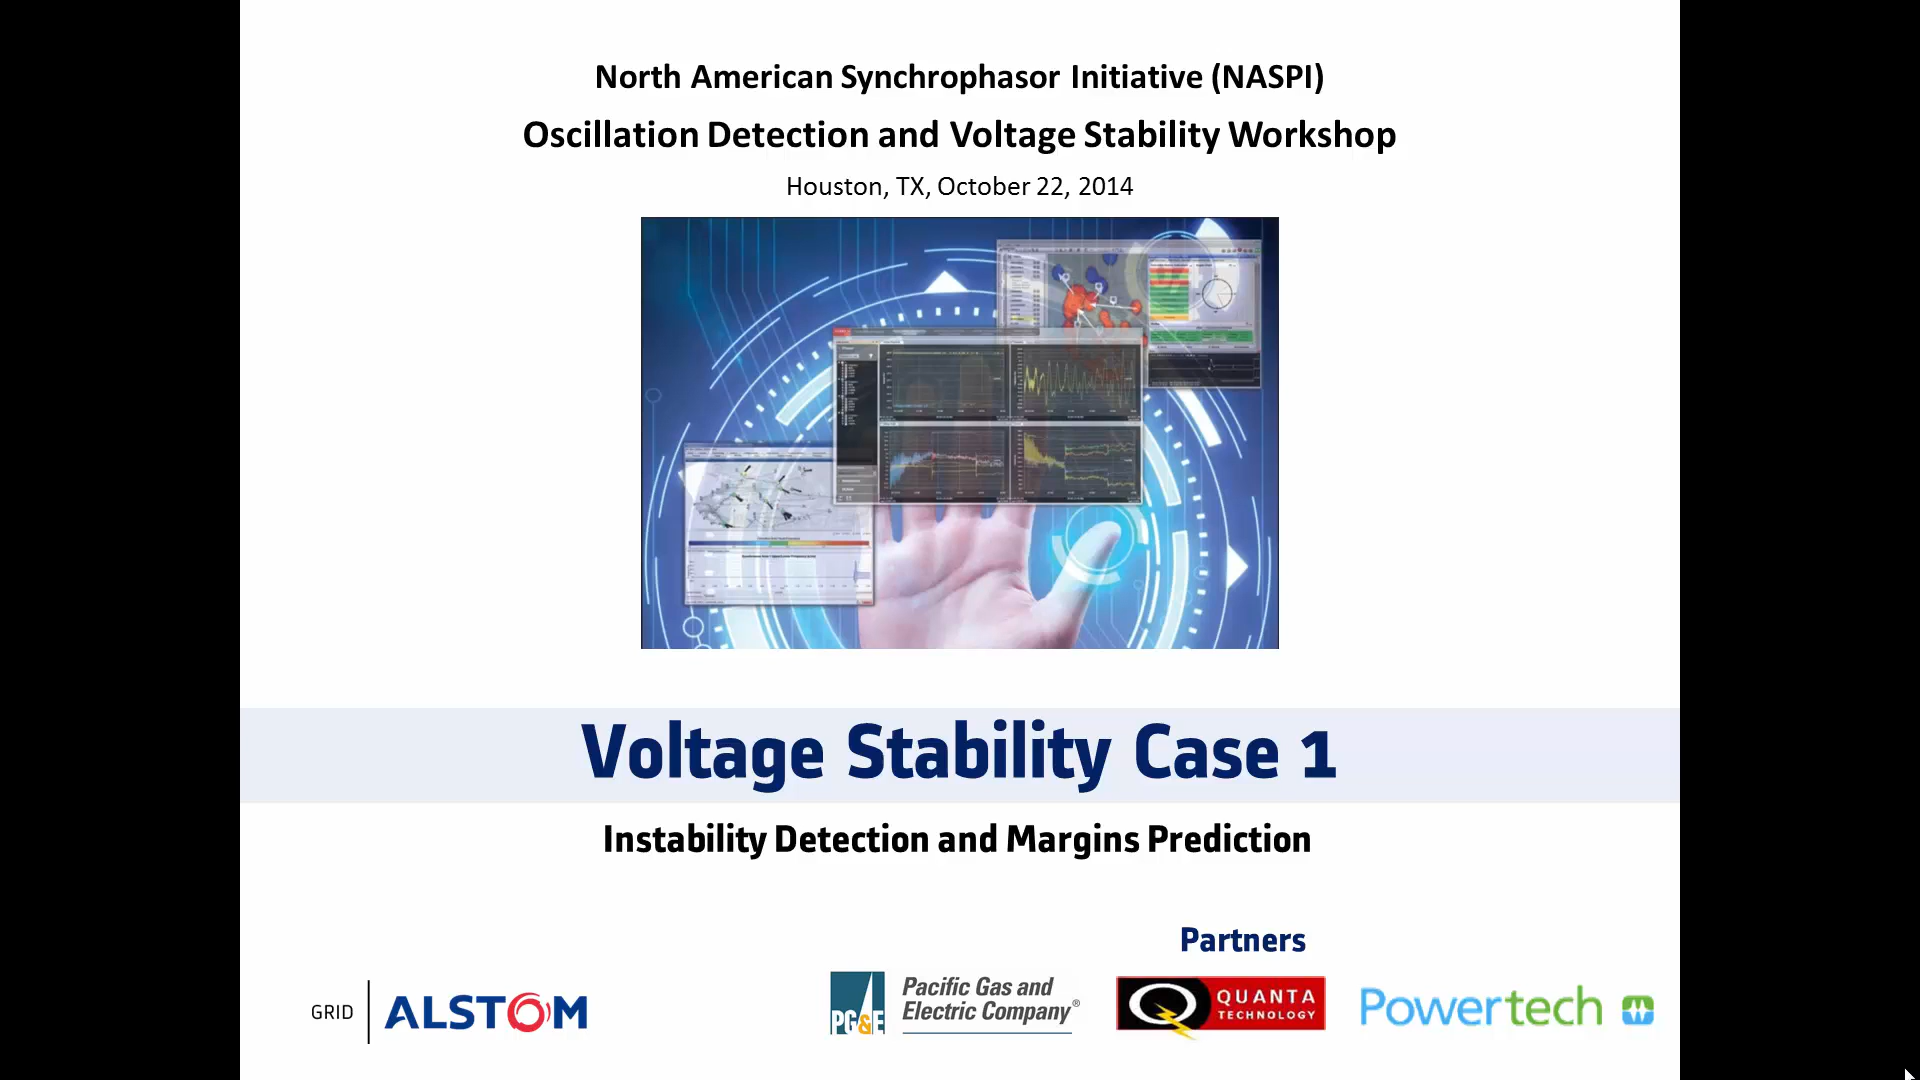 North American Synchrophasor Initiative (NASPI)
Oscillation Detection and Voltage Stability Workshop
Houston, TX, October 22, 2014
Voltage Stability Case 1
Instability Detection and Margins Prediction
Partners
GRID
ALSTOM
PG&E
Pacific Gas and
Electric Company®
QUANTA
TECHNOLOGY
Powertech